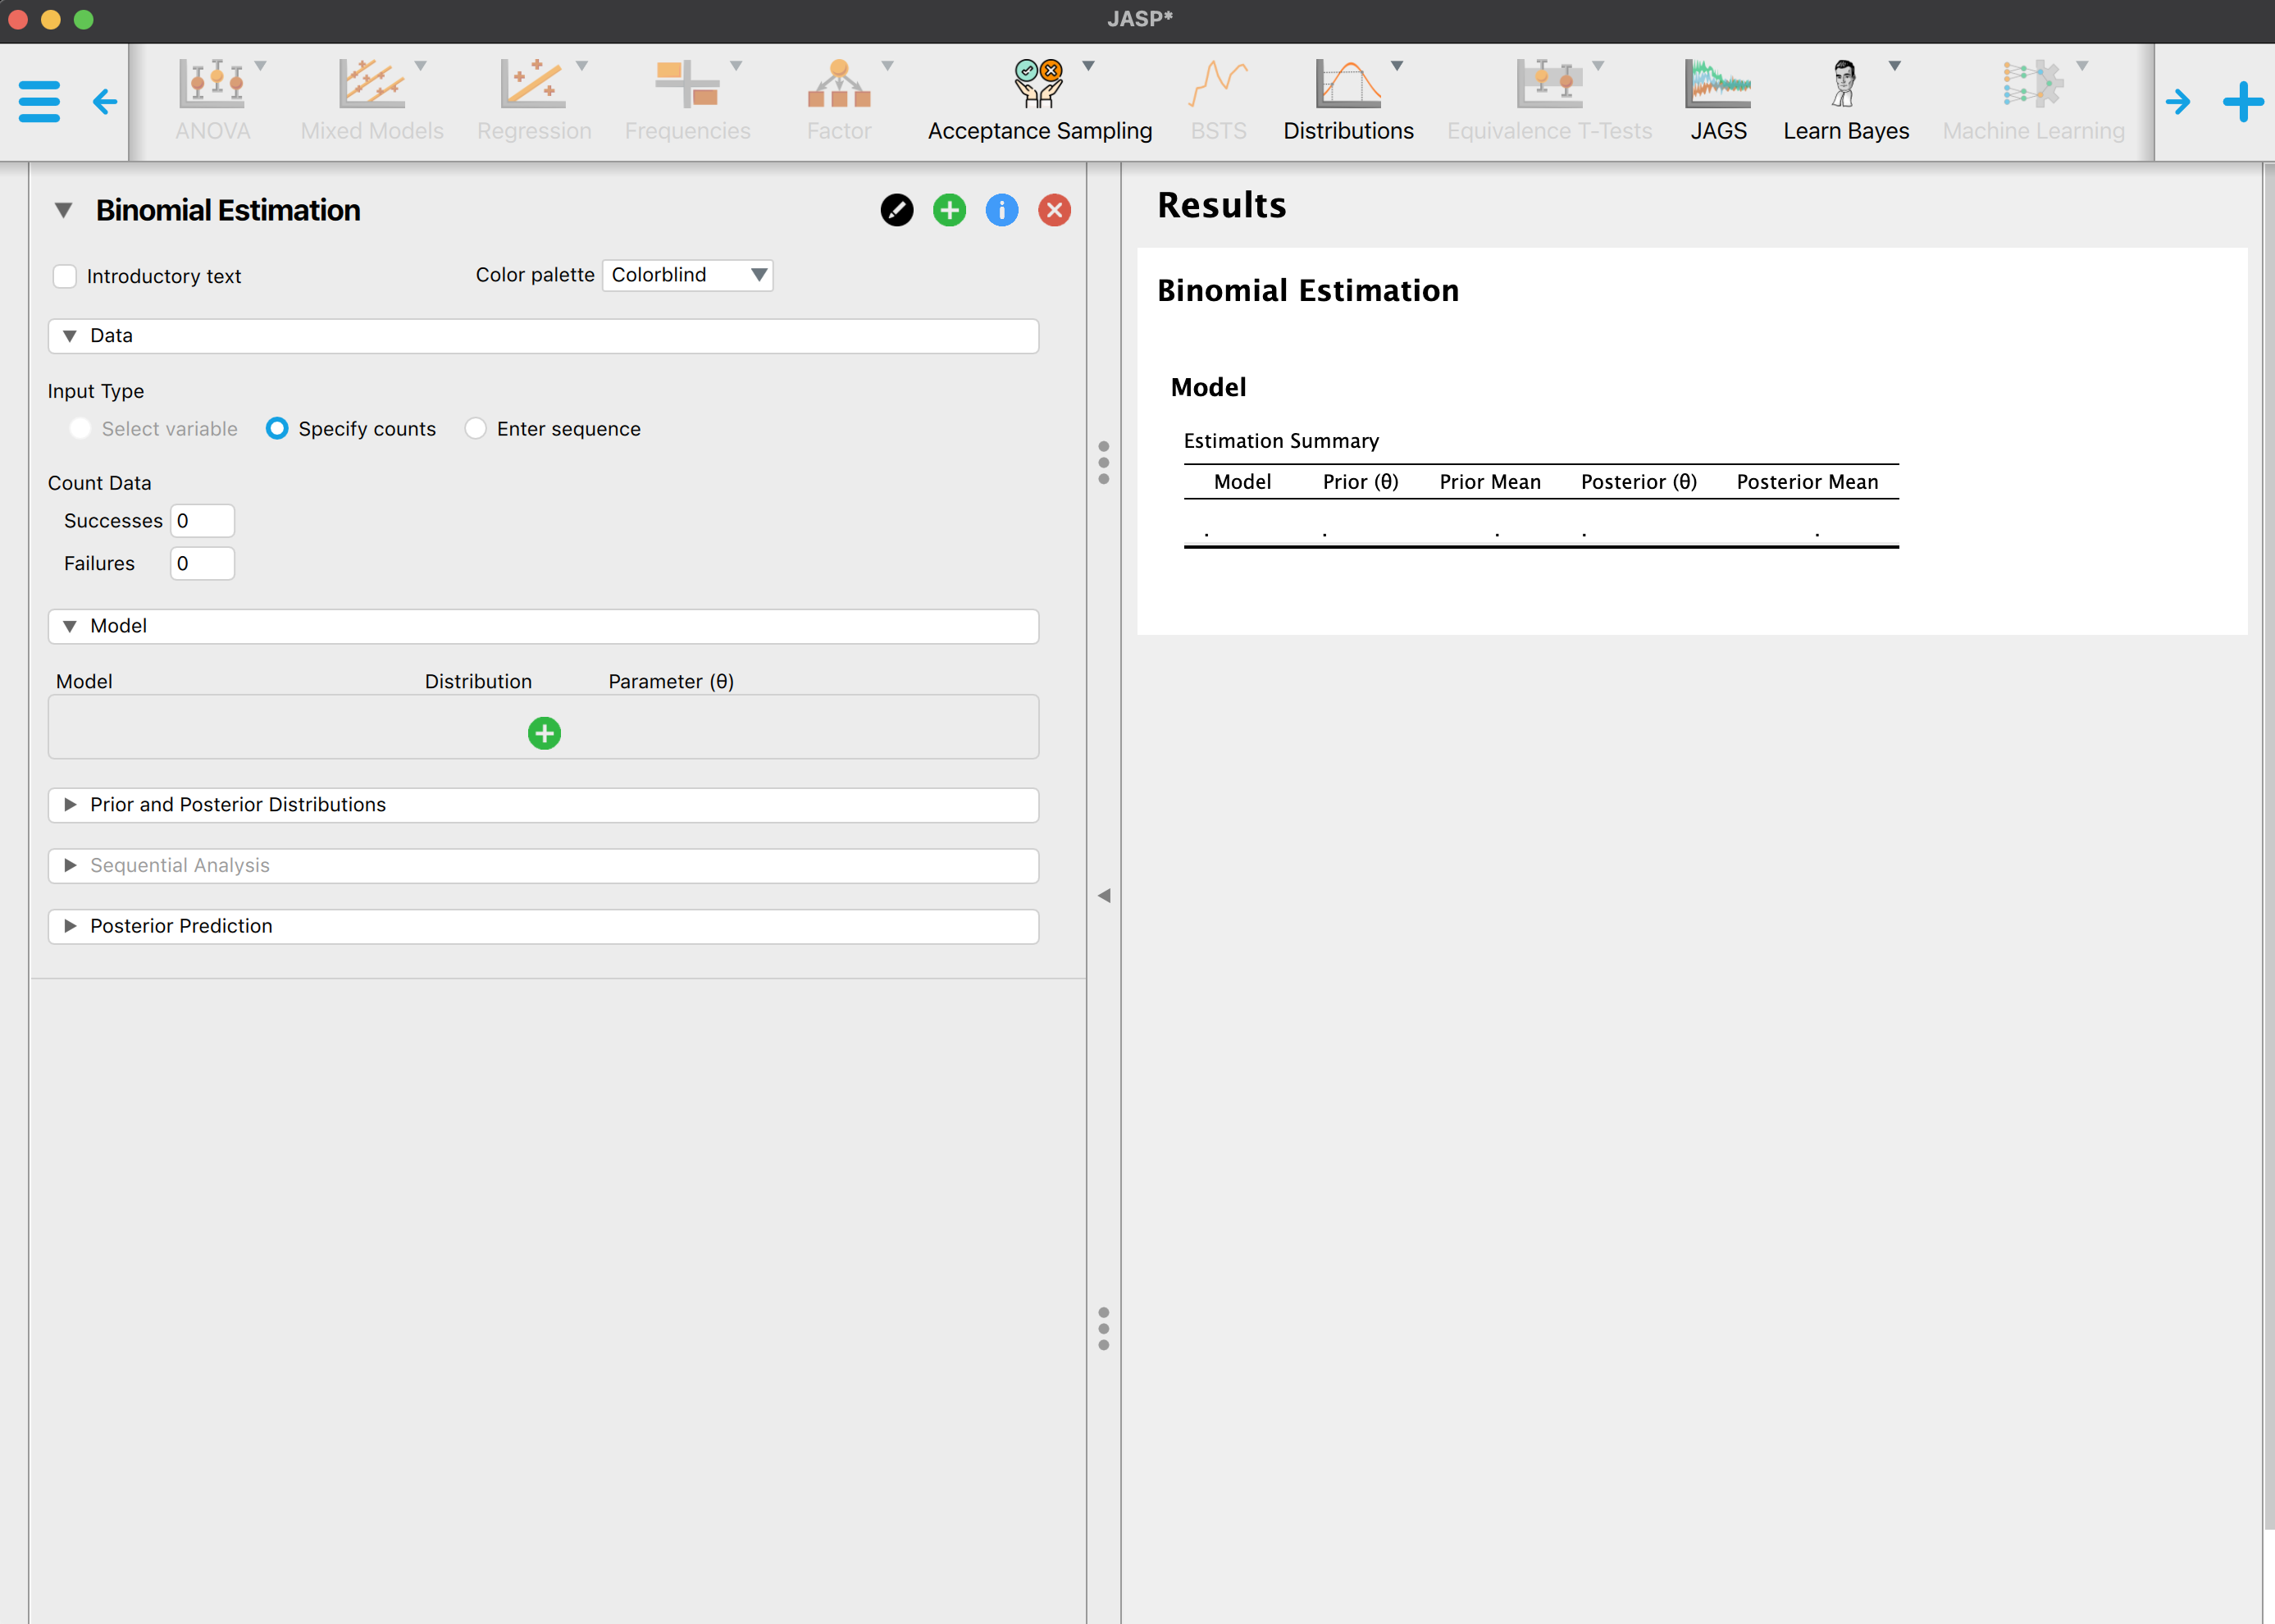 JASP*
ANOVA
Mixed Models
Regression
Frequencies
Factor
Acceptance Sampling
BSTS
Distributions
Equivalence T-Tests
JAGS
Learn Bayes
Machine Learning
Binomial Estimation
Introductory text
Color palette Colorblind
Data
Input Type
Select variable Specify counts Enter sequence
Count Data
Successes 0
Failures 0
Model
Model Distribution Parameter (θ)
Prior and Posterior Distributions
Sequential Analysis
Posterior Prediction
Results
Binomial Estimation
Model
Estimation Summary
Model Prior (θ) Prior Mean Posterior (θ) Posterior Mean
. . . . .